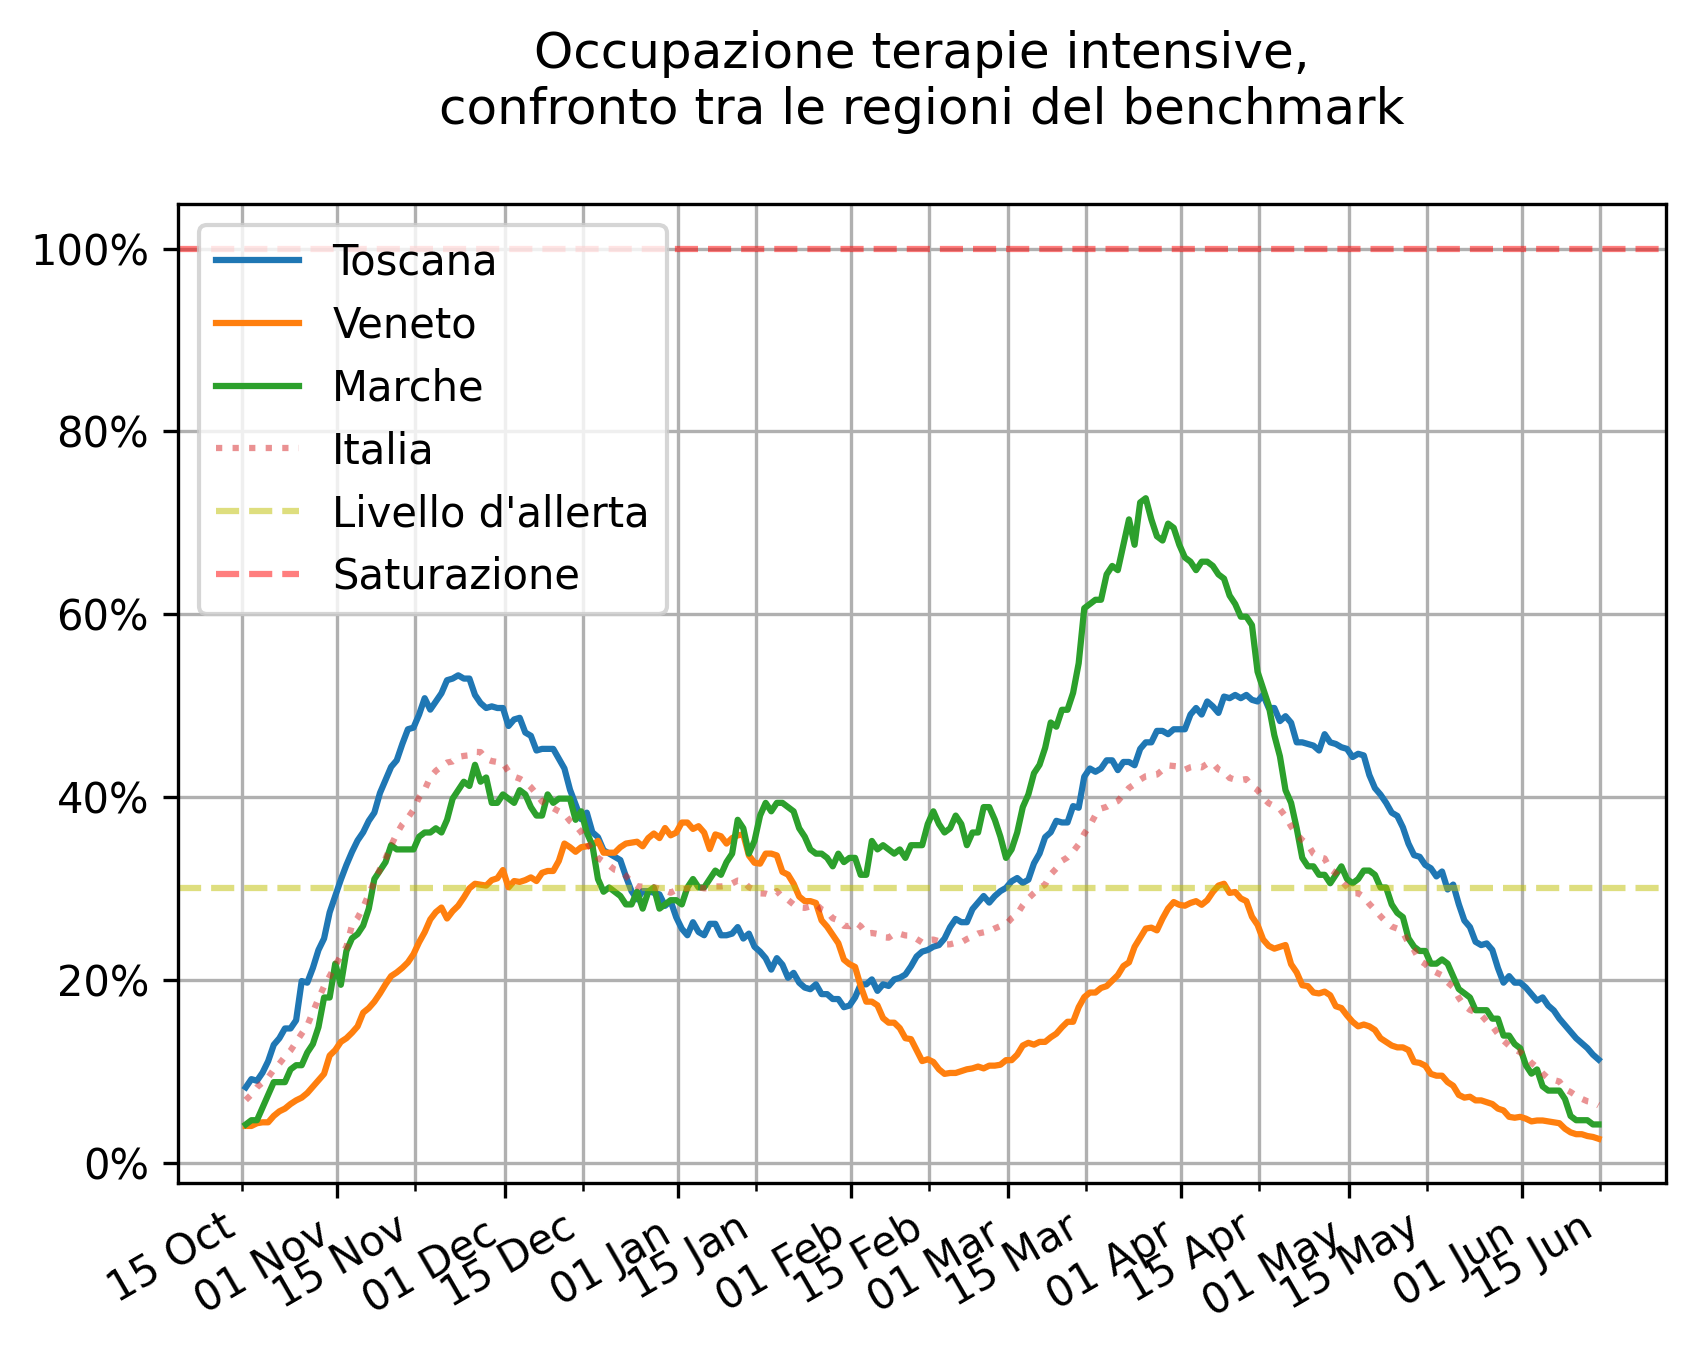 Occupazione terapie intensive,
confronto tra le regioni del benchmark
100%
80%
60%
40%
20%
0%
Toscana
Veneto
Marche
Italia
Livello d'allerta
Saturazione
15 Oct
01 Nov
15 Nov
01 Dec
15 Dec
01 Jan
15 Jan
01 Feb
15 Feb
01 Mar
15 Mar
01 Apr
15 Apr
01 May
15 May
01 Jun
15 Jun